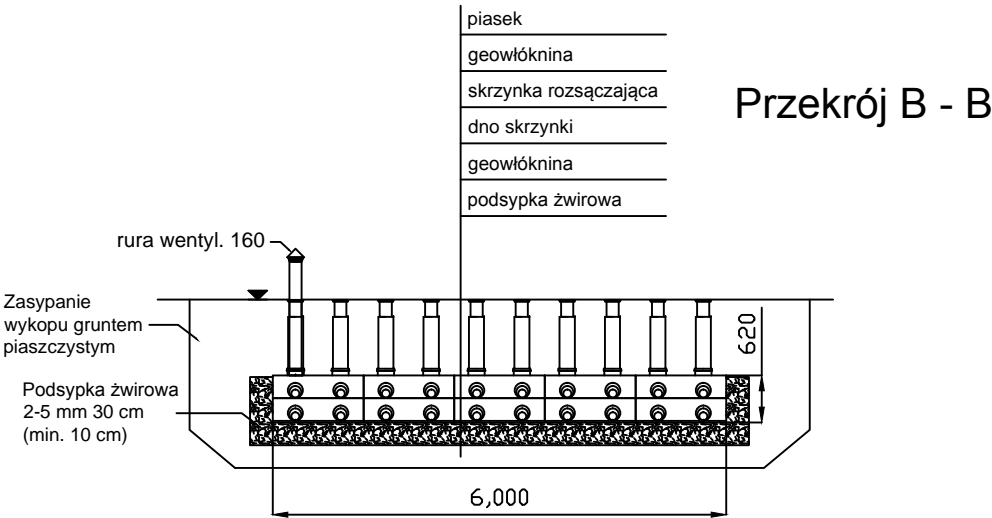 piasek
geowłóknina
skrzynka rozsączająca
dno skrzynki
geowłóknina
podsypka żwirowa
Przekrój B - B
rura wentyl. 160
Zasypanie
wykopu gruntem
piaszczystym
Podsypka żwirowa
2-5 mm 30 cm
(min. 10 cm)
620
6,000